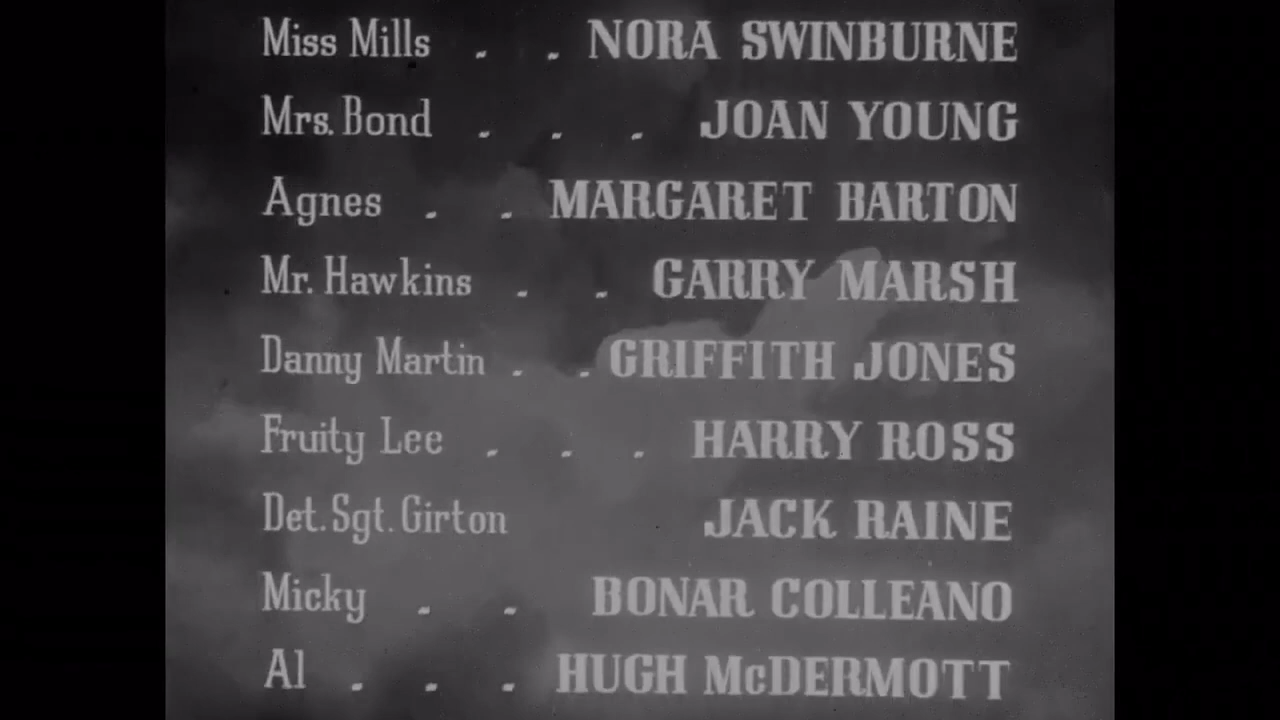 Miss Mills . . NORA SWINBURNE
Mrs. Bond . . . JOAN YOUNG
Agnes . . MARGARET BARTON
Mr. Hawkins . . GARRY MARSH
Danny Martin . . GRIFFITH JONES
Fruity Lee . . . HARRY ROSS
Det. Sgt. Girton JACK RAINE
Micky . . BONAR COLLEANO
Al . . . HUGH McDERMOTT